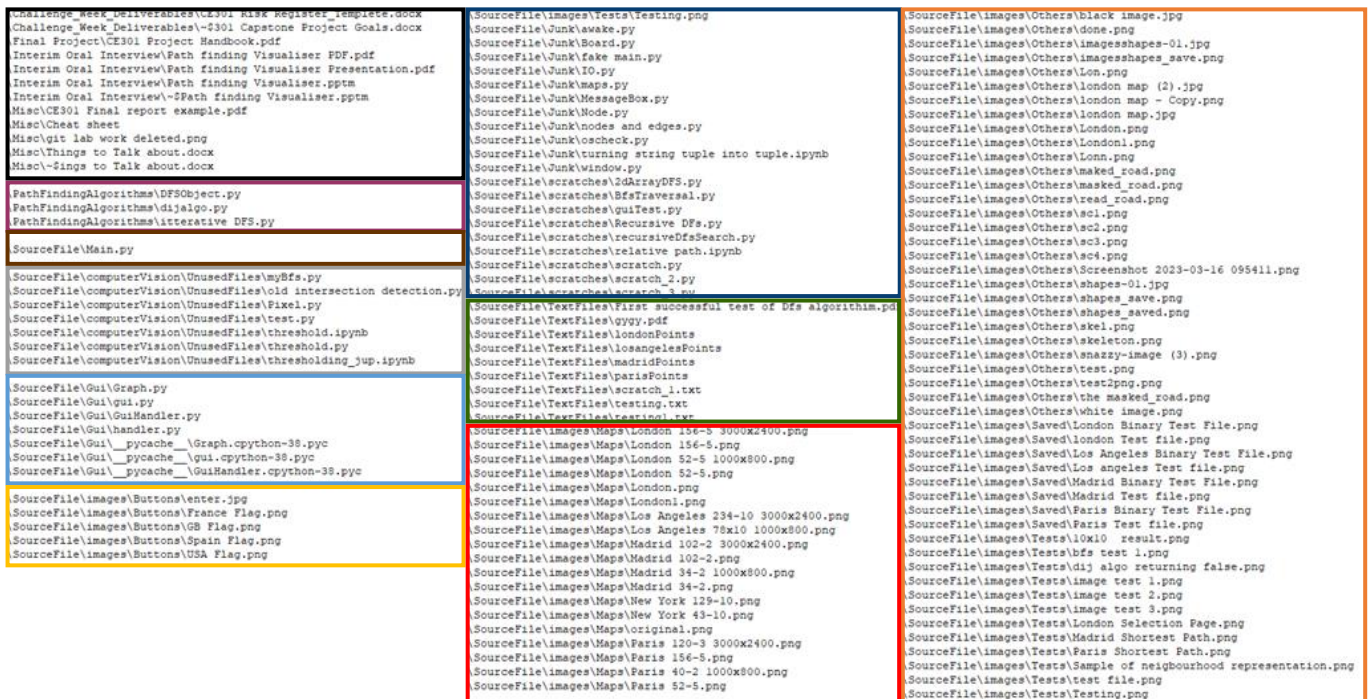 \Challenge_Week_Deliverables\CE301 Risk Register_Templete.docx
\Challenge_Week_Deliverables\~$301 Capstone Project Goals.docx
\Final Project\CE301 Project Handbook.pdf
\Interim Oral Interview\Path finding Visualiser PDF.pdf
\Interim Oral Interview\Path finding Visualiser Presentation.pdf
\Interim Oral Interview\Path finding Visualiser.pptm
\Interim Oral Interview\~$Path finding Visualiser.pptm
\Misc\CE301 Final report example.pdf
\Misc\Cheat sheet
\Misc\git lab work deleted.png
\Misc\Things to Talk about.docx
\Misc\~$ings to Talk about.docx
\PathFindingAlgorithms\DFSObject.py
\PathFindingAlgorithms\dijalgo.py
\PathFindingAlgorithms\itterative DFS.py
\SourceFile\Main.py
\SourceFile\computerVision\UnusedFiles\myBfs.py
\SourceFile\computerVision\UnusedFiles\old intersection detection.py
\SourceFile\computerVision\UnusedFiles\Pixel.py
\SourceFile\computerVision\UnusedFiles\test.py
\SourceFile\computerVision\UnusedFiles\threshold.ipynb
\SourceFile\computerVision\UnusedFiles\threshold.py
\SourceFile\computerVision\UnusedFiles\thresholding_jup.ipynb
\SourceFile\Gui\Graph.py
\SourceFile\Gui\gui.py
\SourceFile\Gui\GuiHandler.py
\SourceFile\Gui\handler.py
\SourceFile\Gui\__pycache__\Graph.cpython-38.pyc
\SourceFile\Gui\__pycache__\gui.cpython-38.pyc
\SourceFile\Gui\__pycache__\GuiHandler.cpython-38.pyc
\SourceFile\images\Buttons\enter.jpg
\SourceFile\images\Buttons\France Flag.png
\SourceFile\images\Buttons\GB Flag.png
\SourceFile\images\Buttons\Spain Flag.png
\SourceFile\images\Buttons\USA Flag.png
\SourceFile\images\Tests\Testing.png
\SourceFile\Junk\awake.py
\SourceFile\Junk\Board.py
\SourceFile\Junk\fake main.py
\SourceFile\Junk\IO.py
\SourceFile\Junk\maps.py
\SourceFile\Junk\MessageBox.py
\SourceFile\Junk\Node.py
\SourceFile\Junk\nodes and edges.py
\SourceFile\Junk\oscheck.py
\SourceFile\Junk\turning string tuple into tuple.ipynb
\SourceFile\Junk\window.py
\SourceFile\scratches\2dArrayDFS.py
\SourceFile\scratches\BfsTraversal.py
\SourceFile\scratches\guiTest.py
\SourceFile\scratches\Recursive DFs.py
\SourceFile\scratches\recursiveDfsSearch.py
\SourceFile\scratches\relative path.ipynb
\SourceFile\scratches\scratch.py
\SourceFile\scratches\scratch_2.py
\SourceFile\scratches\scratch_3.py
\SourceFile\TextFiles\First successful test of Dfs algorithim.pd
\SourceFile\TextFiles\gygy.pdf
\SourceFile\TextFiles\londonPoints
\SourceFile\TextFiles\losangelesPoints
\SourceFile\TextFiles\madridPoints
\SourceFile\TextFiles\parisPoints
\SourceFile\TextFiles\scratch_1.txt
\SourceFile\TextFiles\testing.txt
\SourceFile\TextFiles\testing1.txt
\SourceFile\images\Maps\London 156-5 3000x2400.png
\SourceFile\images\Maps\London 156-5.png
\SourceFile\images\Maps\London 52-5 1000x800.png
\SourceFile\images\Maps\London 52-5.png
\SourceFile\images\Maps\London.png
\SourceFile\images\Maps\London1.png
\SourceFile\images\Maps\Los Angeles 234-10 3000x2400.png
\SourceFile\images\Maps\Los Angeles 78x10 1000x800.png
\SourceFile\images\Maps\Madrid 102-2 3000x2400.png
\SourceFile\images\Maps\Madrid 102-2.png
\SourceFile\images\Maps\Madrid 34-2 1000x800.png
\SourceFile\images\Maps\Madrid 34-2.png
\SourceFile\images\Maps\New York 129-10.png
\SourceFile\images\Maps\New York 43-10.png
\SourceFile\images\Maps\original.png
\SourceFile\images\Maps\Paris 120-3 3000x2400.png
\SourceFile\images\Maps\Paris 156-5.png
\SourceFile\images\Maps\Paris 40-2 1000x800.png
\SourceFile\images\Maps\Paris 52-5.png
\SourceFile\images\Others\black image.jpg
\SourceFile\images\Others\done.png
\SourceFile\images\Others\imagesshapes-01.jpg
\SourceFile\images\Others\imagesshapes_save.png
\SourceFile\images\Others\Lon.png
\SourceFile\images\Others\london map (2).jpg
\SourceFile\images\Others\london map - Copy.png
\SourceFile\images\Others\london map.jpg
\SourceFile\images\Others\London.png
\SourceFile\images\Others\London1.png
\SourceFile\images\Others\Lonn.png
\SourceFile\images\Others\maked_road.png
\SourceFile\images\Others\masked_road.png
\SourceFile\images\Others\read_road.png
\SourceFile\images\Others\sc1.png
\SourceFile\images\Others\sc2.png
\SourceFile\images\Others\sc3.png
\SourceFile\images\Others\sc4.png
\SourceFile\images\Others\Screenshot 2023-03-16 095411.png
\SourceFile\images\Others\shapes-01.jpg
\SourceFile\images\Others\shapes_save.png
\SourceFile\images\Others\shapes_saved.png
\SourceFile\images\Others\skel.png
\SourceFile\images\Others\skeleton.png
\SourceFile\images\Others\snazzy-image (3).png
\SourceFile\images\Others\test.png
\SourceFile\images\Others\test2png.png
\SourceFile\images\Others\the masked_road.png
\SourceFile\images\Others\white image.png
\SourceFile\images\Saved\London Binary Test File.png
\SourceFile\images\Saved\london Test file.png
\SourceFile\images\Saved\Los Angeles Binary Test File.png
\SourceFile\images\Saved\Los angeles Test file.png
\SourceFile\images\Saved\Madrid Binary Test File.png
\SourceFile\images\Saved\Madrid Test file.png
\SourceFile\images\Saved\Paris Binary Test File.png
\SourceFile\images\Saved\Paris Test file.png
\SourceFile\images\Tests\10x10  result.png
\SourceFile\images\Tests\bfs test 1.png
\SourceFile\images\Tests\dij algo returning false.png
\SourceFile\images\Tests\image test 1.png
\SourceFile\images\Tests\image test 2.png
\SourceFile\images\Tests\image test 3.png
\SourceFile\images\Tests\London Selection Page.png
\SourceFile\images\Tests\Madrid Shortest Path.png
\SourceFile\images\Tests\Paris Shortest Path.png
\SourceFile\images\Tests\Sample of neigbourhood representation.png
\SourceFile\images\Tests\test file.png
\SourceFile\images\Tests\Testing.png